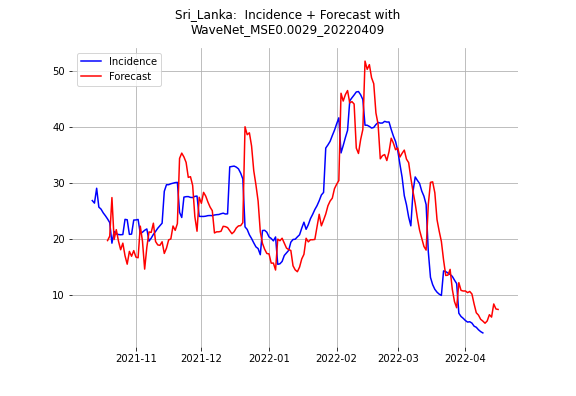 Sri_Lanka:  Incidence + Forecast with
WaveNet_MSE0.0029_20220409
Incidence
Forecast
50
40
30
20
10
2021-11
2021-12
2022-01
2022-02
2022-03
2022-04